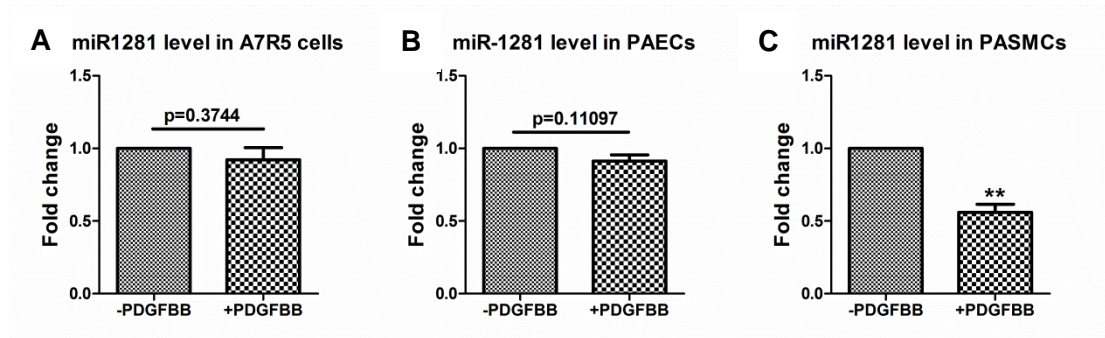 A miR1281 level in A7R5 cells
1.5
1.0
0.5
0.0
Fold change
p=0.3744
-PDGFBB +PDGFBB
B miR-1281 level in PAECs
1.5
1.0
0.5
0.0
Fold change
p=0.11097
-PDGFBB +PDGFBB
C miR1281 level in PASMCs
1.5
1.0
0.5
0.0
Fold change
**
-PDGFBB +PDGFBB